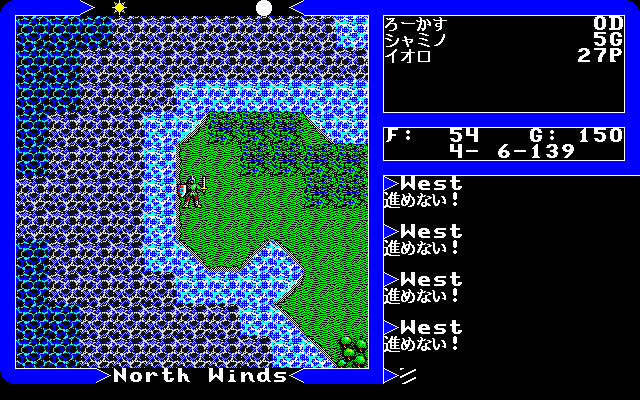 ろーかす 0D
シャミノ 5G
イオロ 27P
F: 54 G: 150
4- 6-139
West
進めない!
West
進めない!
West
進めない!
West
進めない!
North Winds